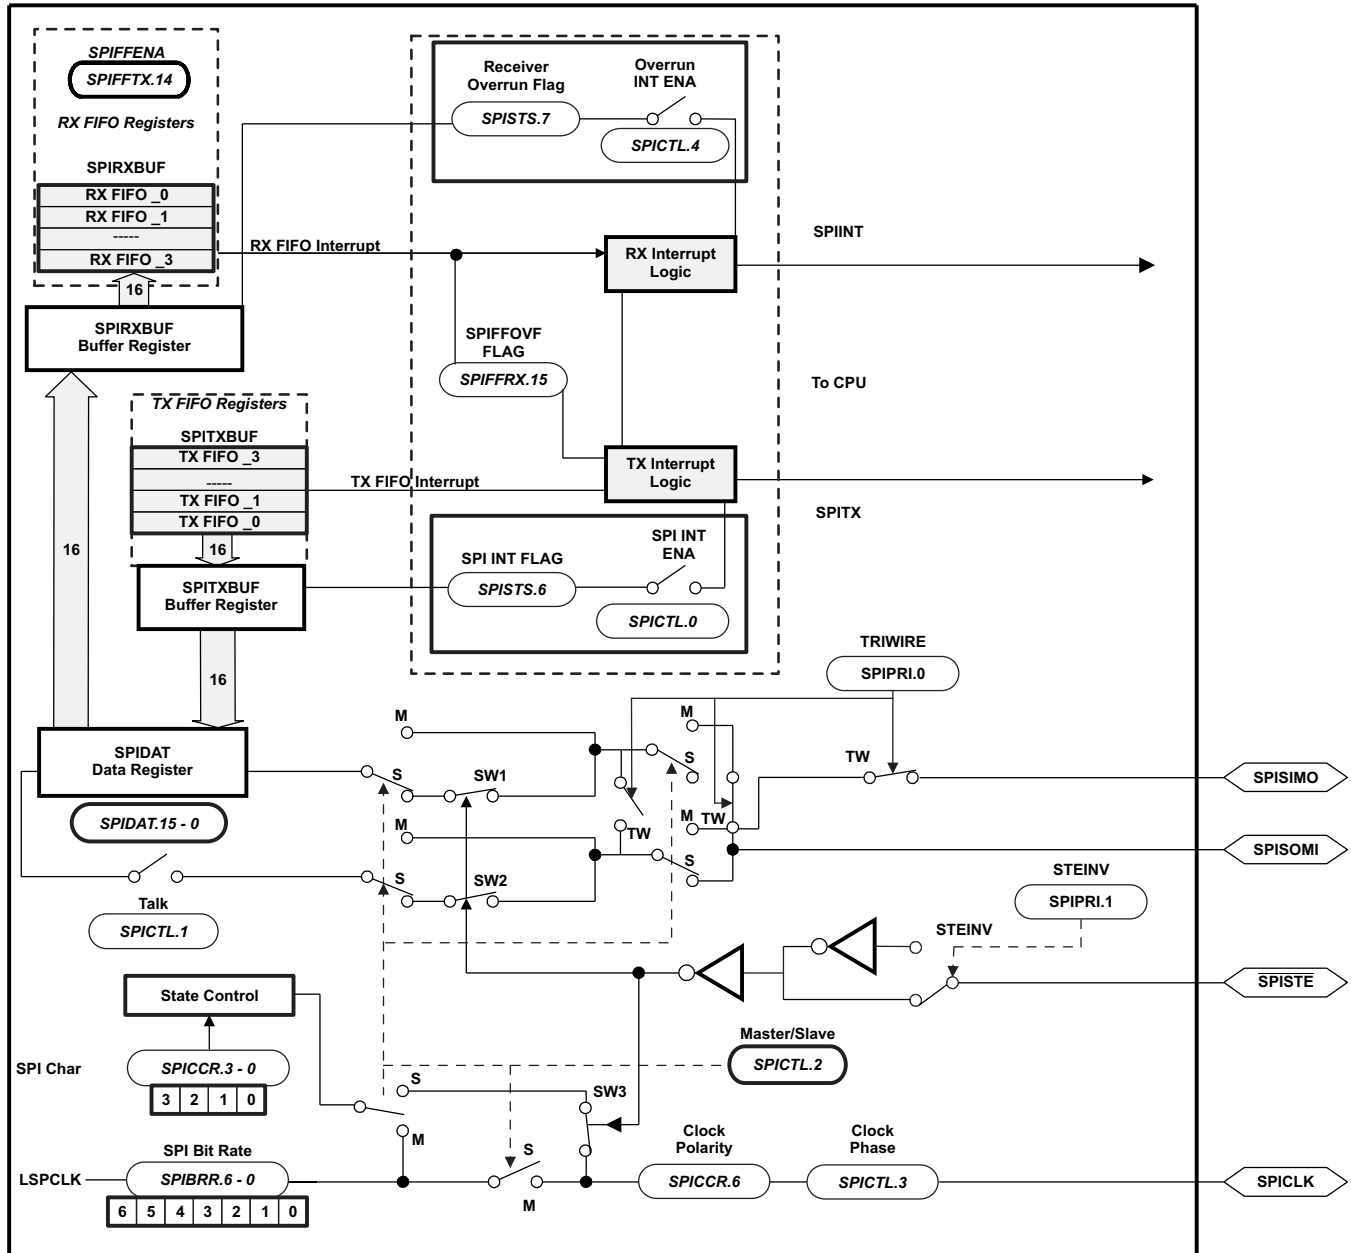 SPIFFENA
SPIFFTX.14
RX FIFO Registers
SPIRXBUF
RX FIFO _0
RX FIFO _1
-----
RX FIFO _3
16
SPIRXBUF
Buffer Register
RX FIFO Interrupt
Receiver
Overrun Flag
SPISTS.7
Overrun
INT ENA
SPICTL.4
RX Interrupt
Logic
SPIINT
SPIFFOVF
FLAG
SPIFFRX.15
To CPU
16
TX FIFO Registers
SPITXBUF
TX FIFO _3
-----
TX FIFO _1
TX FIFO _0
16
TX FIFO Interrupt
TX Interrupt
Logic
SPITX
SPITXBUF
Buffer Register
SPI INT FLAG
SPISTS.6
SPI INT
ENA
SPICTL.0
16
TRIWIRE
SPIPRI.0
SPIDAT
Data Register
SPIDAT.15 - 0
M
S
SW1
M
S
TW
TW
SPISIMO
M
S
SW2
TW
M
S
SPISOMI
Talk
SPICTL.1
STEINV
SPIPRI.1
STEINV
SPISTE
State Control
SPI Char
SPICCR.3 - 0
3 2 1 0
Master/Slave
SPICTL.2
S
M
SW3
SPI Bit Rate
LSPCLK
SPIBRR.6 - 0
6 5 4 3 2 1 0
S
M
Clock
Polarity
SPICCR.6
Clock
Phase
SPICTL.3
SPICLK